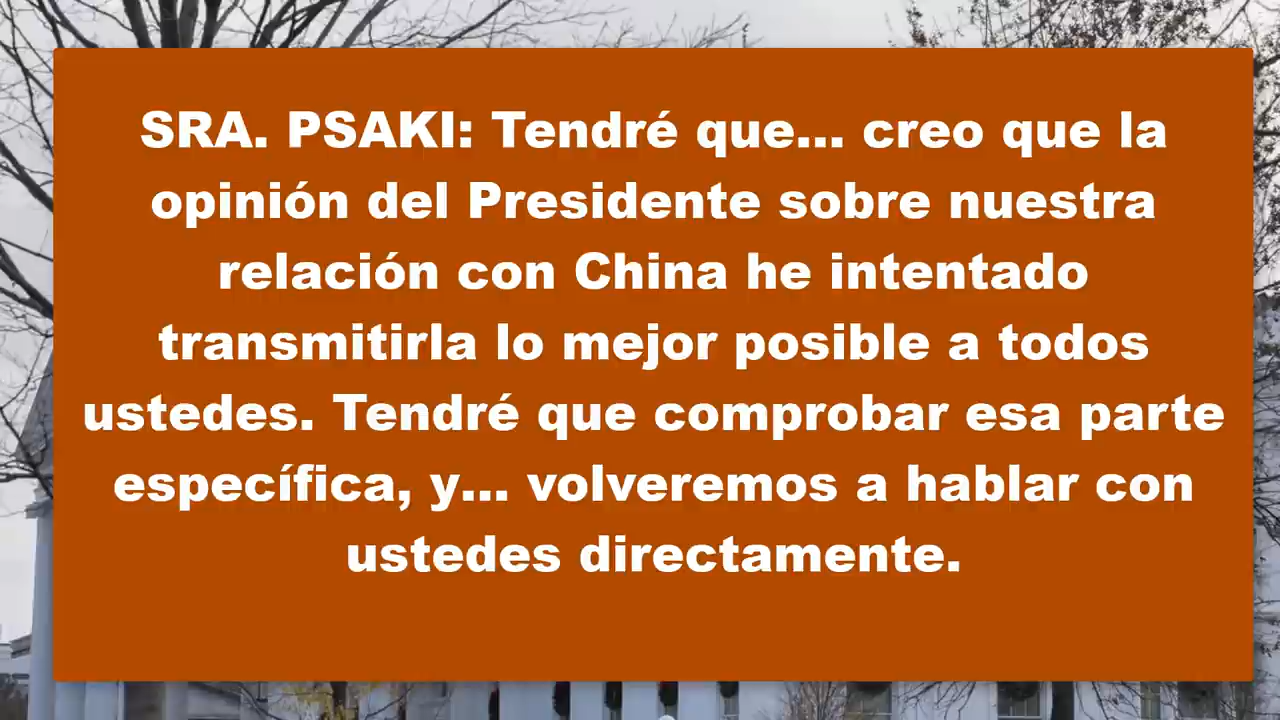 SRA. PSAKI: Tendré que... creo que la
opinión del Presidente sobre nuestra
relación con China he intentado
transmitirla lo mejor posible a todos
ustedes. Tendré que comprobar esa parte
específica, y... volveremos a hablar con
ustedes directamente.